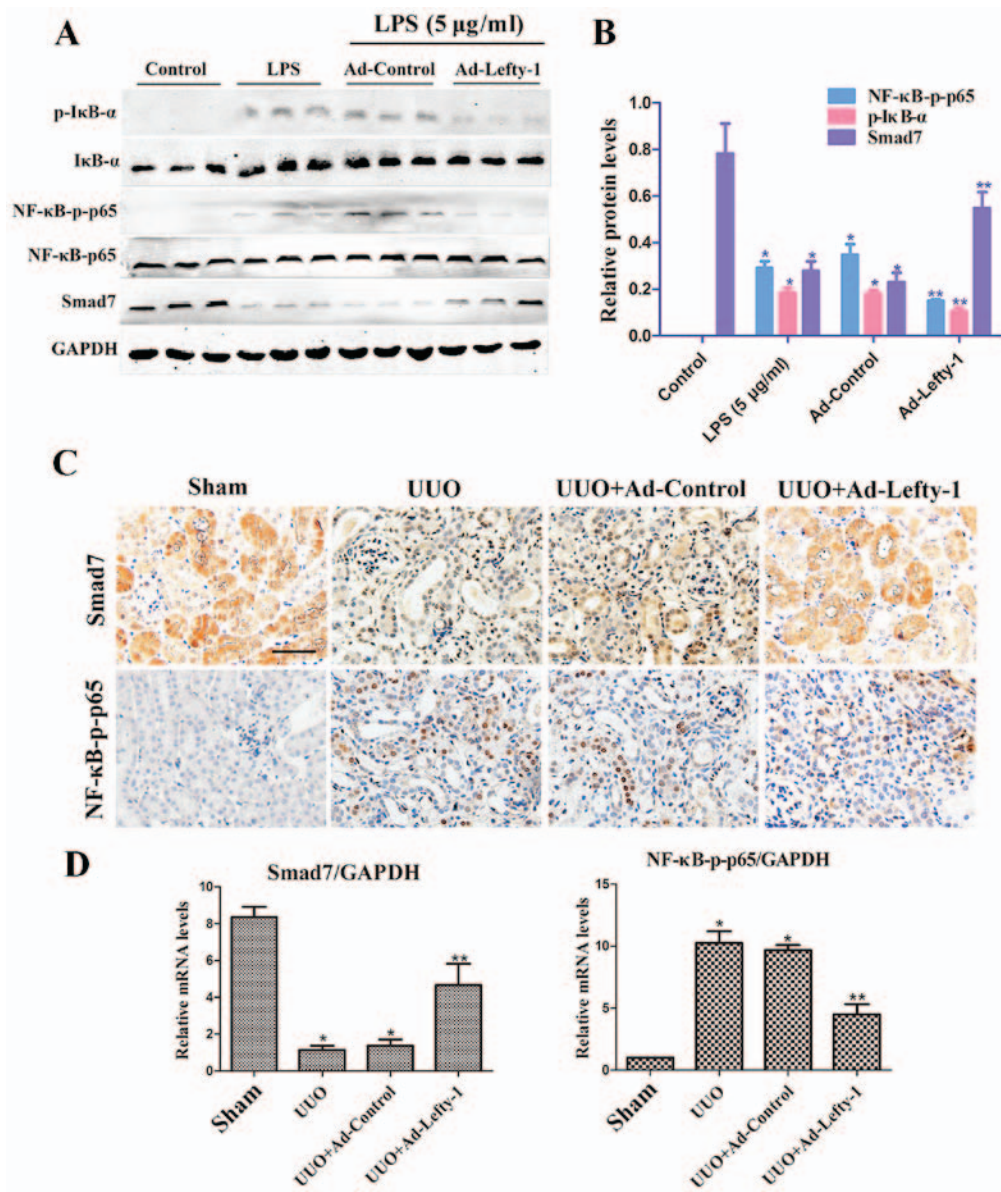 A
LPS (5 µg/ml)
Control LPS Ad-Control Ad-Lefty-1
p-IκB-α
IκB-α
NF-κB-p-p65
NF-κB-p65
Smad7
GAPDH
B
NF-κB-p-p65
p-IκB-α
Smad7
Relative protein levels
1.0
0.8
0.6
0.4
0.2
0.0
* * *
* * *
** ** **
Control LPS (5 µg/ml) Ad-Control Ad-Lefty-1
C
Sham UUO UUO+Ad-Control UUO+Ad-Lefty-1
Smad7
NF-κB-p-p65
D
Smad7/GAPDH
Relative mRNA levels
10
8
6
4
2
0
* * **
Sham UUO UUO+Ad-Control UUO+Ad-Lefty-1
NF-κB-p-p65/GAPDH
Relative mRNA levels
15
10
5
0
* * **
Sham UUO UUO+Ad-Control UUO+Ad-Lefty-1